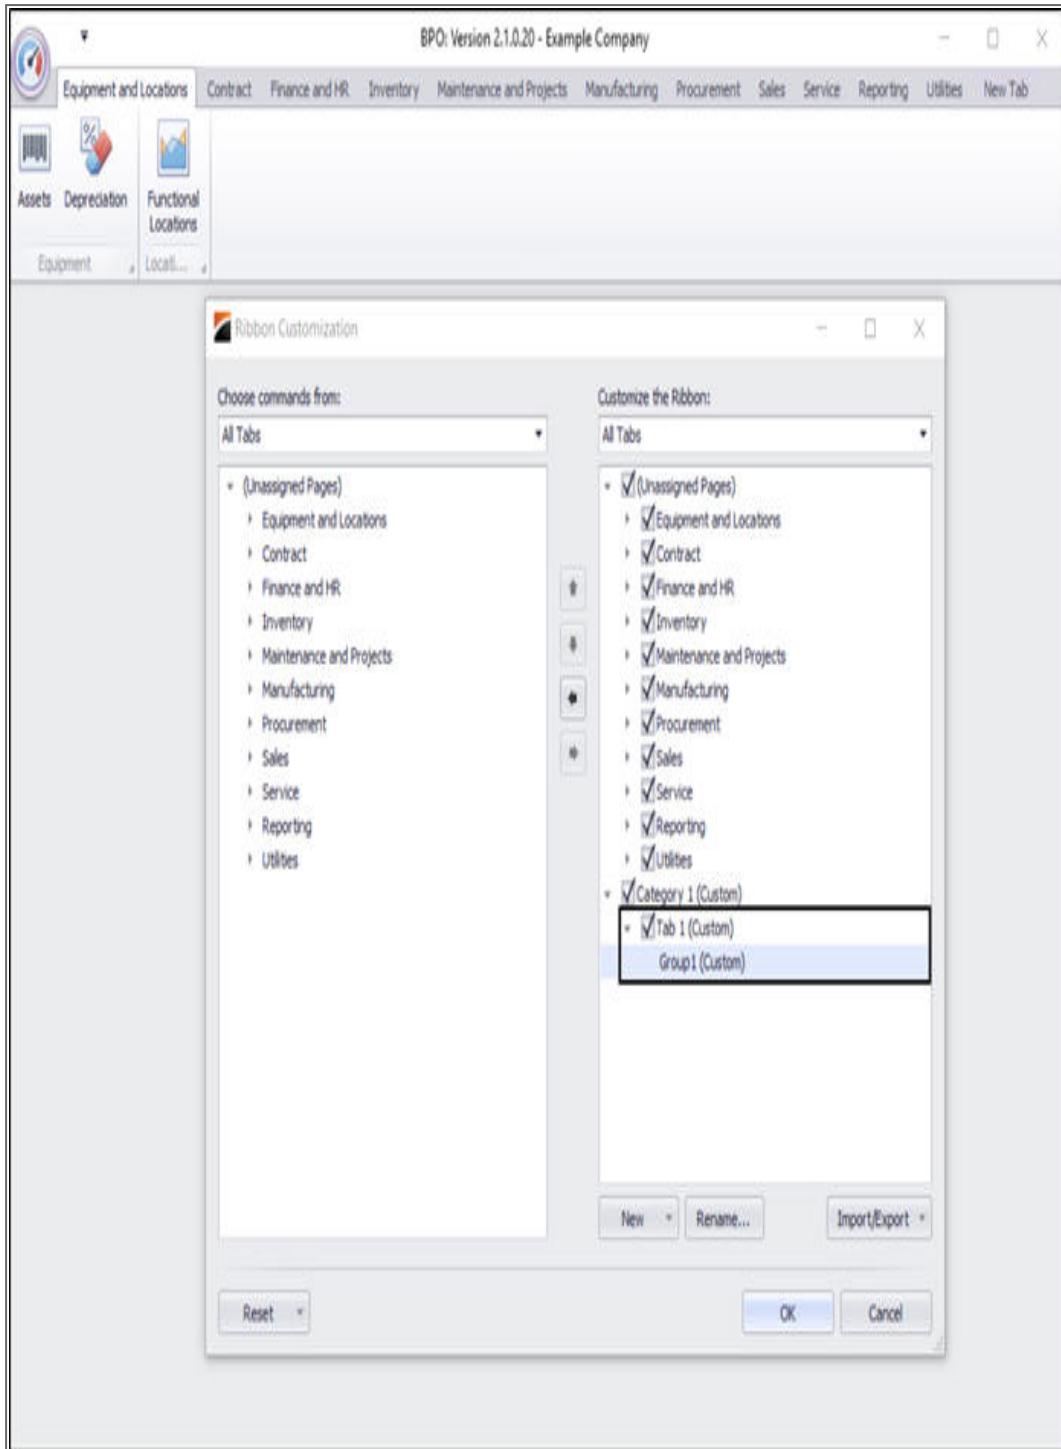 BPO: Version 2.1.0.20 - Example Company
Equipment and Locations Contract Finance and HR Inventory Maintenance and Projects Manufacturing Procurement Sales Service Reporting Utilities New Tab
Assets Depreciation Functional
Locations
Equipment Locati...
Ribbon Customization
Choose commands from: Customize the Ribbon:
All Tabs All Tabs
(Unassigned Pages) (Unassigned Pages)
Equipment and Locations Equipment and Locations
Contract Contract
Finance and HR Finance and HR
Inventory Inventory
Maintenance and Projects Maintenance and Projects
Manufacturing Manufacturing
Procurement Procurement
Sales Sales
Service Service
Reporting Reporting
Utilities Utilities
Category 1 (Custom)
Tab 1 (Custom)
Group1 (Custom)
New Rename... Import/Export
Reset OK Cancel